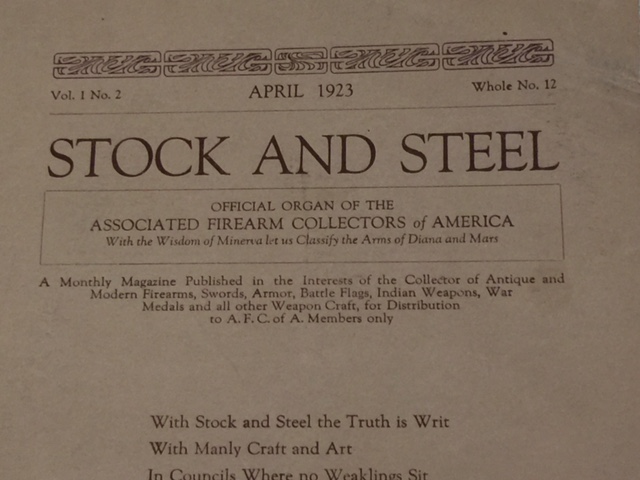 Vol. 1 No. 2 APRIL 1923 Whole No. 12
STOCK AND STEEL
OFFICIAL ORGAN OF THE
ASSOCIATED FIREARM COLLECTORS of AMERICA
With the Wisdom of Minerva let us Classify the Arms of Diana and Mars
A Monthly Magazine Published in the Interests of the Collector of Antique and
Modern Firearms, Swords, Armor, Battle Flags, Indian Weapons, War
Medals and all other Weapon Craft, for Distribution
to A. F. C. of A. Members only
With Stock and Steel the Truth is Writ
With Manly Craft and Art
In Councils Where no Weaklings Sit